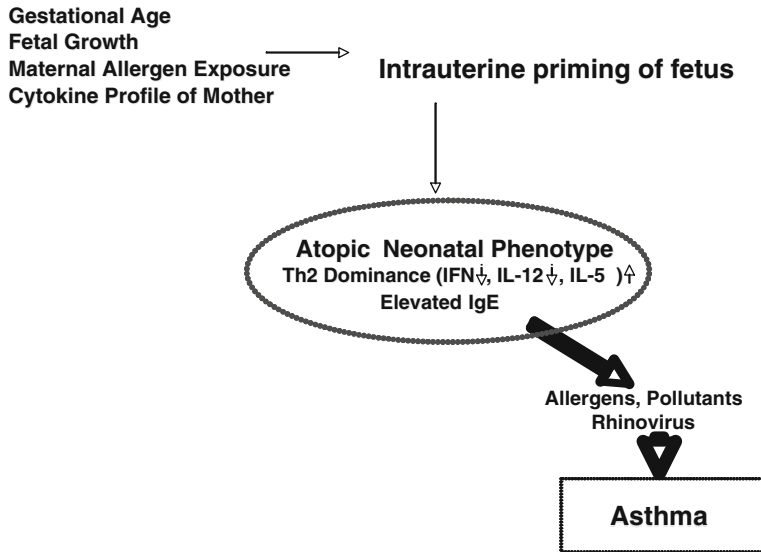 Gestational Age
Fetal Growth
Maternal Allergen Exposure
Cytokine Profile of Mother
Intrauterine priming of fetus
Atopic Neonatal Phenotype
Th2 Dominance (IFN, IL-12, IL-5 )
Elevated IgE
Allergens, Pollutants
Rhinovirus
Asthma